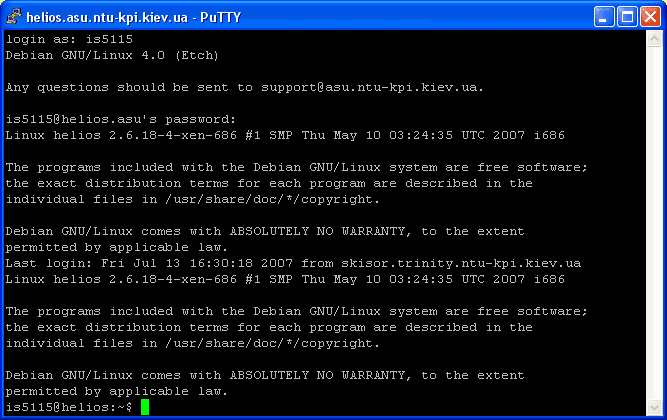 helios.asu.ntu-kpi.kiev.ua - PuTTY
login as: is5115
Debian GNU/Linux 4.0 (Etch)
Any questions should be sent to support@asu.ntu-kpi.kiev.ua.
is5115@helios.asu's password:
Linux helios 2.6.18-4-xen-686 #1 SMP Thu May 10 03:24:35 UTC 2007 i686
The programs included with the Debian GNU/Linux system are free software;
the exact distribution terms for each program are described in the
individual files in /usr/share/doc/*/copyright.
Debian GNU/Linux comes with ABSOLUTELY NO WARRANTY, to the extent
permitted by applicable law.
Last login: Fri Jul 13 16:30:18 2007 from skisor.trinity.ntu-kpi.kiev.ua
Linux helios 2.6.18-4-xen-686 #1 SMP Thu May 10 03:24:35 UTC 2007 i686
The programs included with the Debian GNU/Linux system are free software;
the exact distribution terms for each program are described in the
individual files in /usr/share/doc/*/copyright.
Debian GNU/Linux comes with ABSOLUTELY NO WARRANTY, to the extent
permitted by applicable law.
is5115@helios:~$